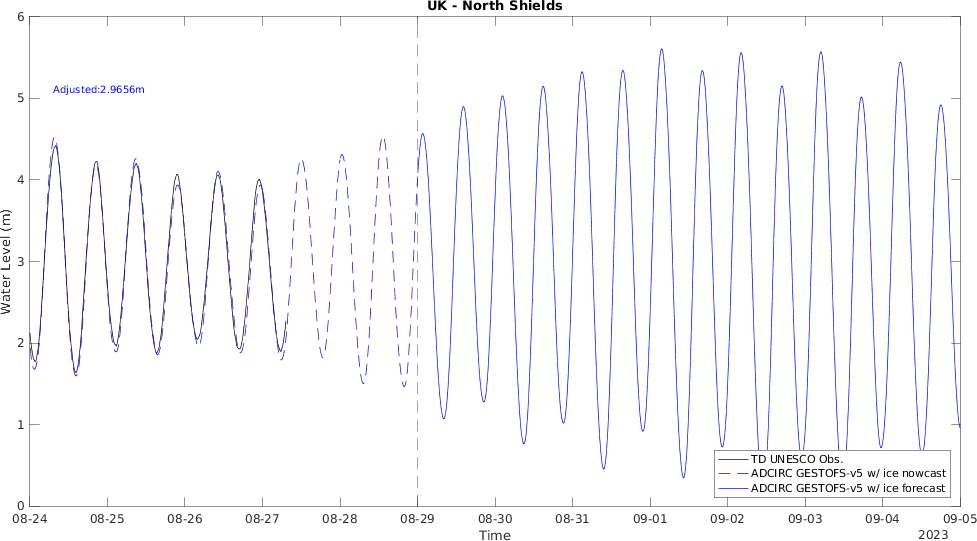 UK - North Shields
6
5
4
3
2
1
0
Water Level (m)
Adjusted:2.9656m
TD UNESCO Obs.
ADCIRC GESTOFS-v5 w/ ice nowcast
ADCIRC GESTOFS-v5 w/ ice forecast
08-24 08-25 08-26 08-27 08-28 08-29 08-30 08-31 09-01 09-02 09-03 09-04 09-05
Time
2023